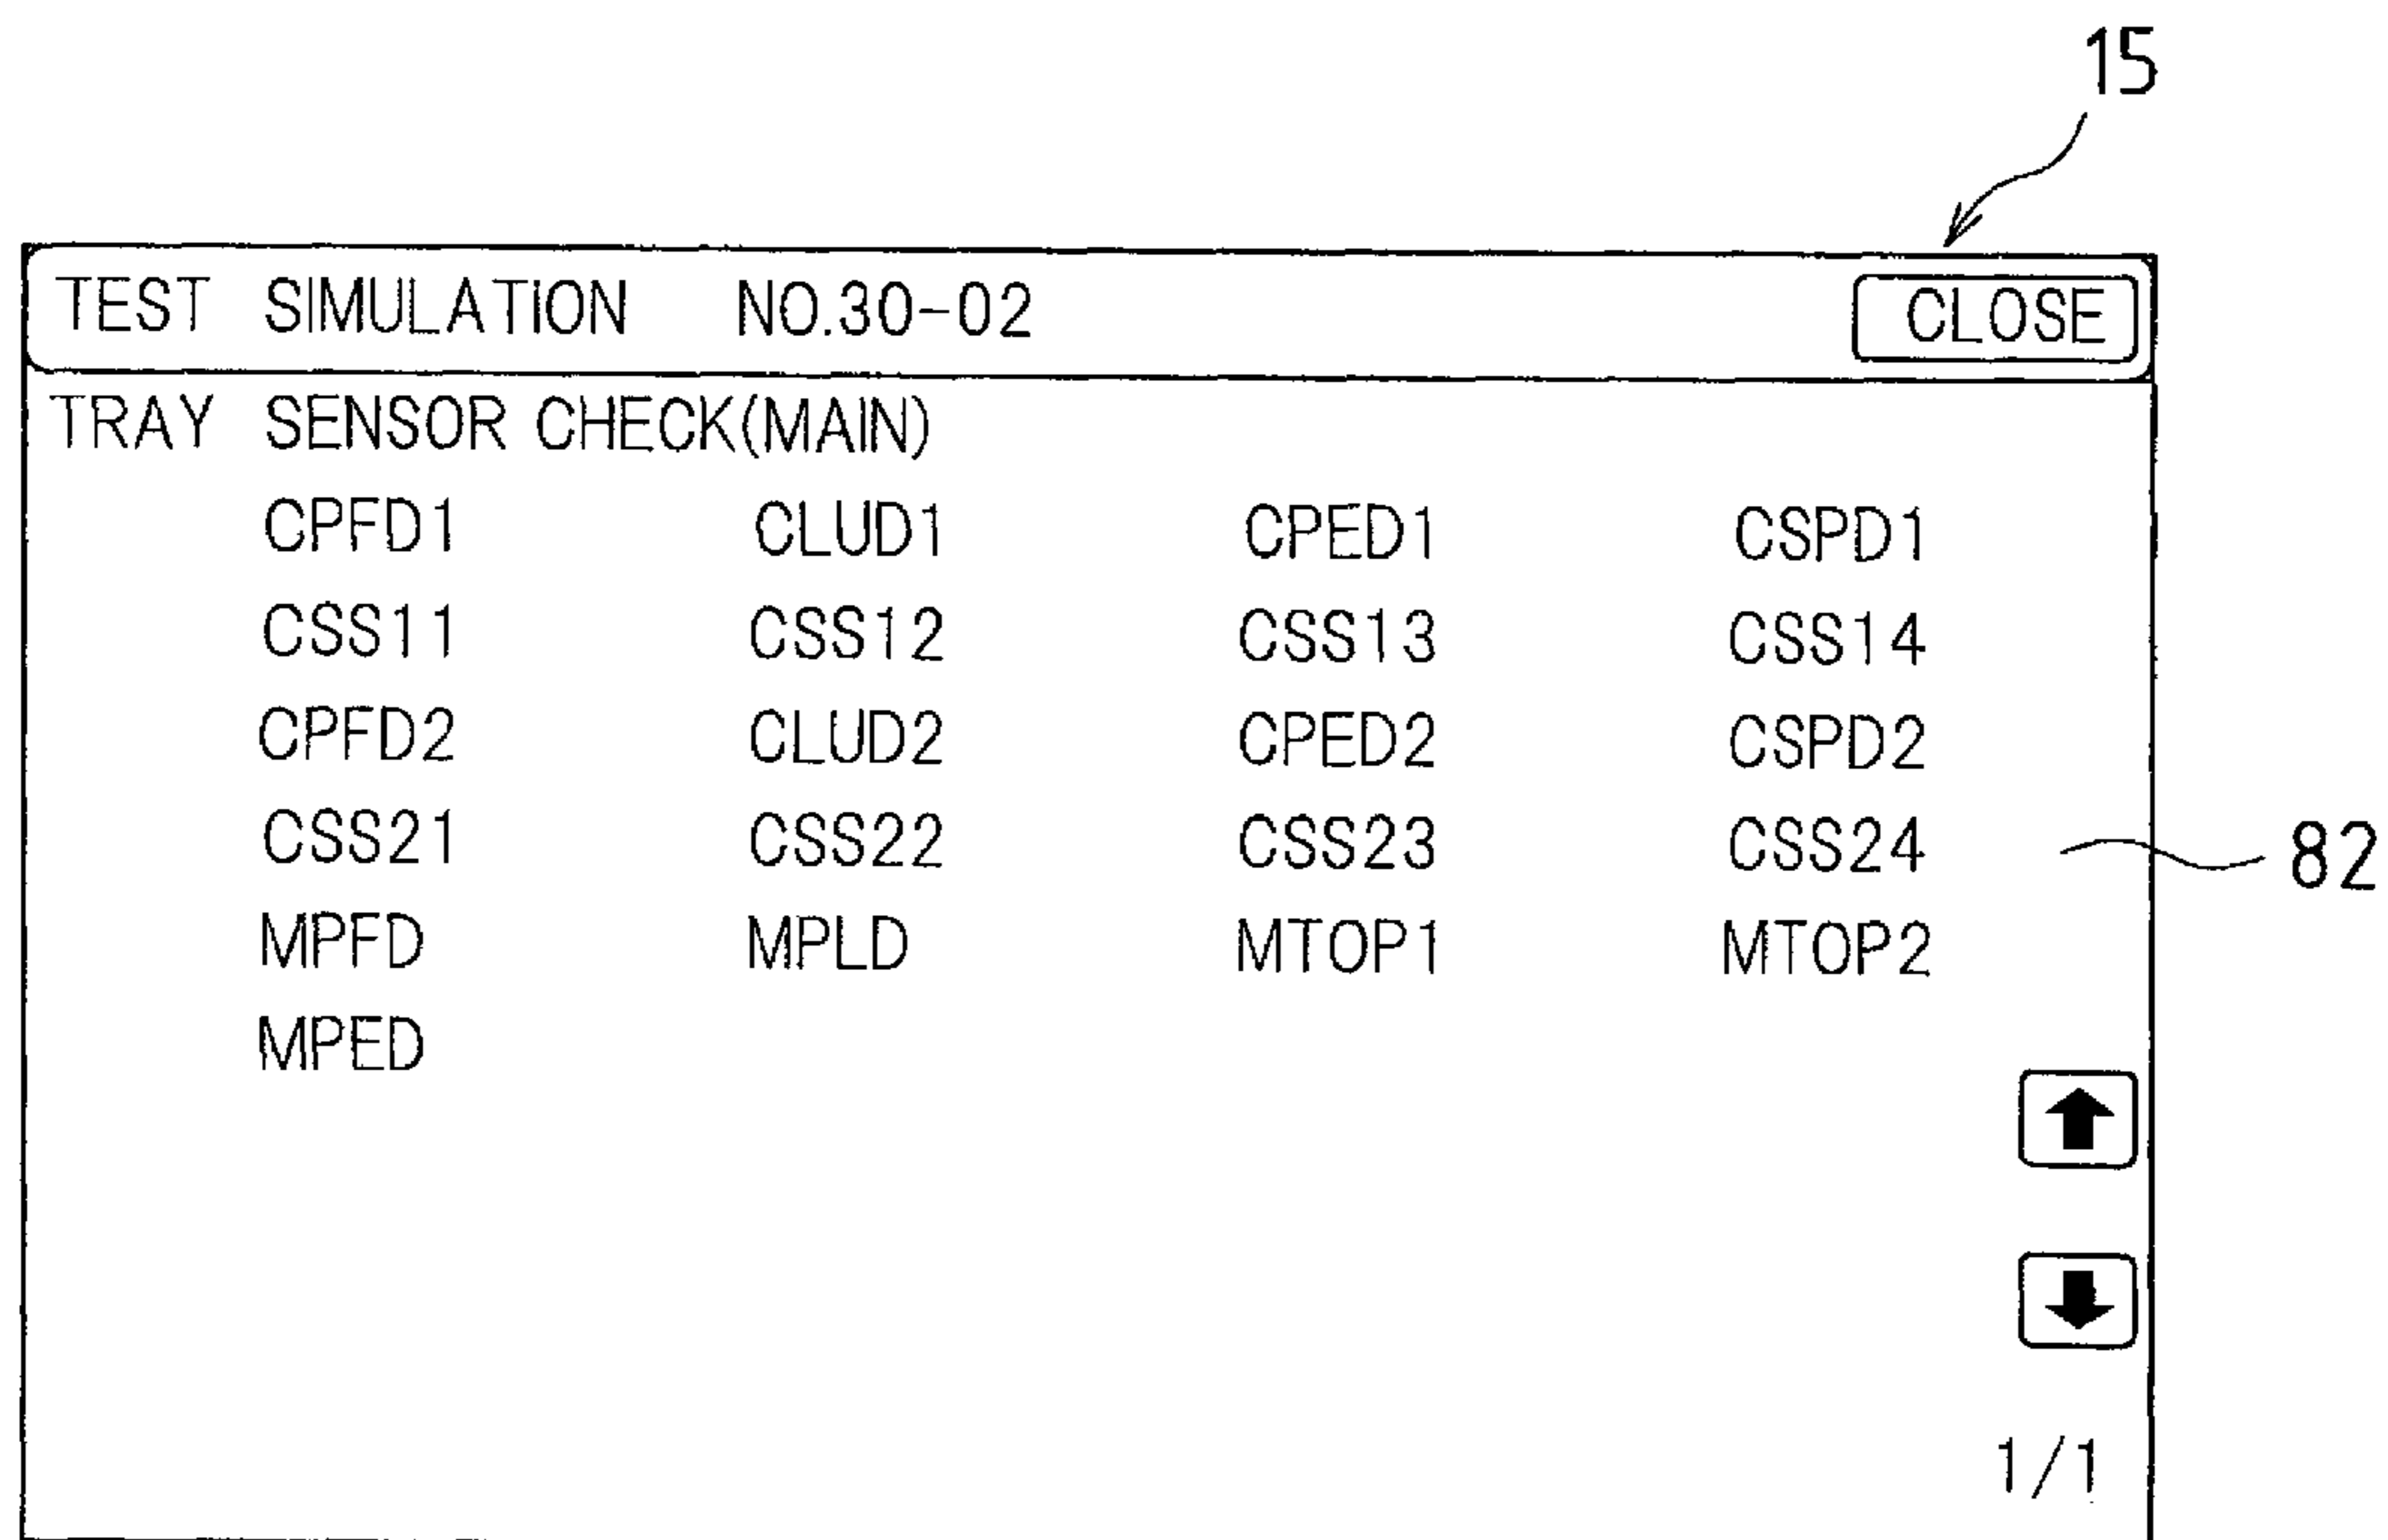 15
TEST SIMULATION NO.30-02 CLOSE
TRAY SENSOR CHECK(MAIN)
CPFD1 CLUD1 CPED1 CSPD1
CSS11 CSS12 CSS13 CSS14
CPFD2 CLUD2 CPED2 CSPD2
CSS21 CSS22 CSS23 CSS24
82
MPFD MPLD MTOP1 MTOP2
MPED
1/1